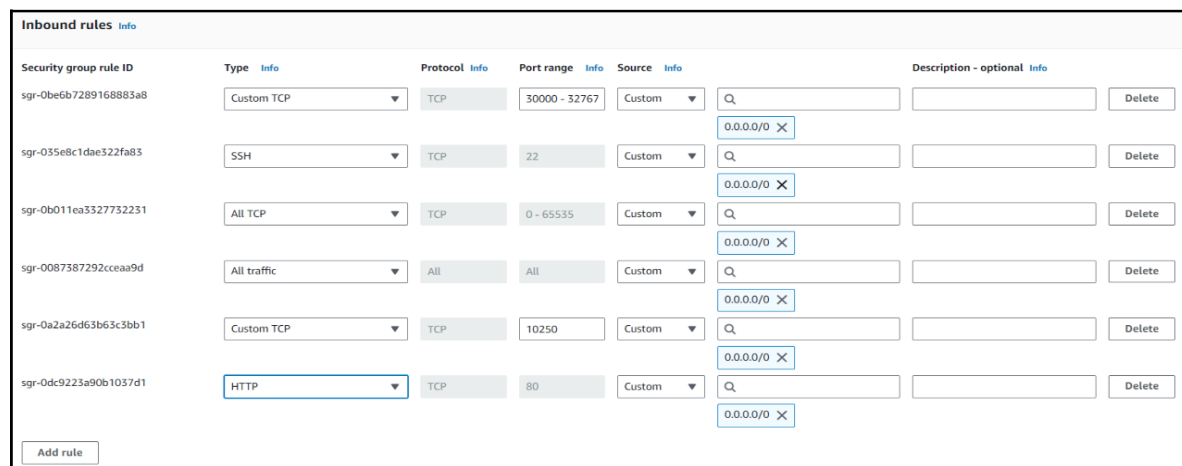 Inbound rules Info
Security group rule ID Type Info Protocol Info Port range Info Source Info Description - optional Info
sgr-0be6b7289168883a8 Custom TCP TCP 30000 - 32767 Custom Delete
0.0.0.0/0
sgr-035e8c1dae322fa83 SSH TCP 22 Custom Delete
0.0.0.0/0
sgr-0b011ea3327732231 All TCP TCP 0 - 65535 Custom Delete
0.0.0.0/0
sgr-0087387292cceaa9d All traffic All All Custom Delete
0.0.0.0/0
sgr-0a2a26d63b63c3bb1 Custom TCP TCP 10250 Custom Delete
0.0.0.0/0
sgr-0dc9223a90b1037d1 HTTP TCP 80 Custom Delete
0.0.0.0/0
Add rule